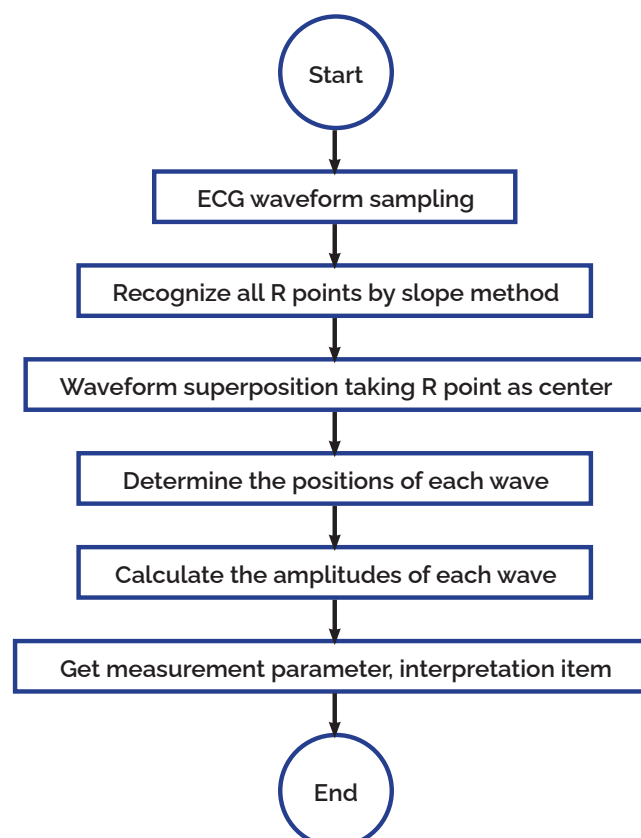 Start
ECG waveform sampling
Recognize all R points by slope method
Waveform superposition taking R point as center
Determine the positions of each wave
Calculate the amplitudes of each wave
Get measurement parameter, interpretation item
End